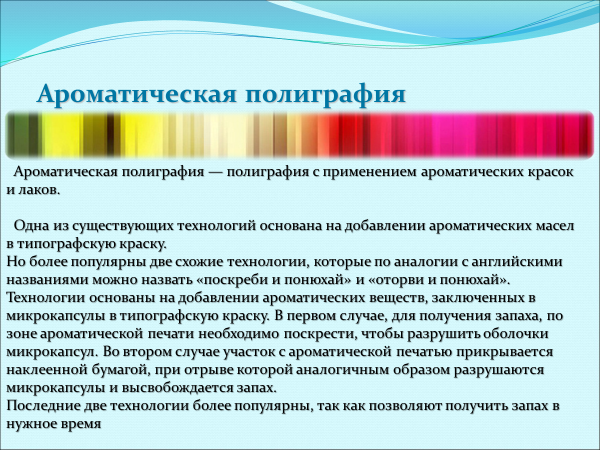 Ароматическая полиграфия
Ароматическая полиграфия — полиграфия с применением ароматических красок
и лаков.
Одна из существующих технологий основана на добавлении ароматических масел
в типографскую краску.
Но более популярны две схожие технологии, которые по аналогии с английскими
названиями можно назвать «поскреби и понюхай» и «оторви и понюхай».
Технологии основаны на добавлении ароматических веществ, заключенных в
микрокапсулы в типографскую краску. В первом случае, для получения запаха, по
зоне ароматической печати необходимо поскрести, чтобы разрушить оболочки
микрокапсул. Во втором случае участок с ароматической печатью прикрывается
наклеенной бумагой, при отрыве которой аналогичным образом разрушаются
микрокапсулы и высвобождается запах.
Последние две технологии более популярны, так как позволяют получить запах в
нужное время